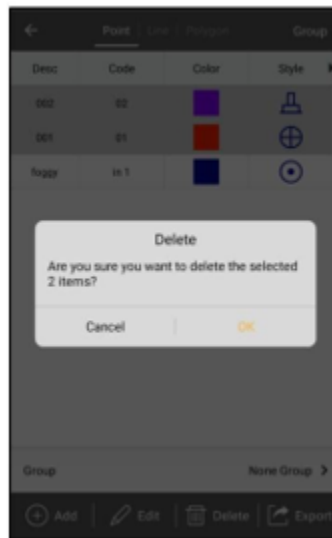 Point | Line | Polygon Group
Desc Code Color Style
002 02
001 01
foggy in 1
Delete
Are you sure you want to delete the selected
2 items?
Cancel OK
Group None Group
Add Edit Delete Export